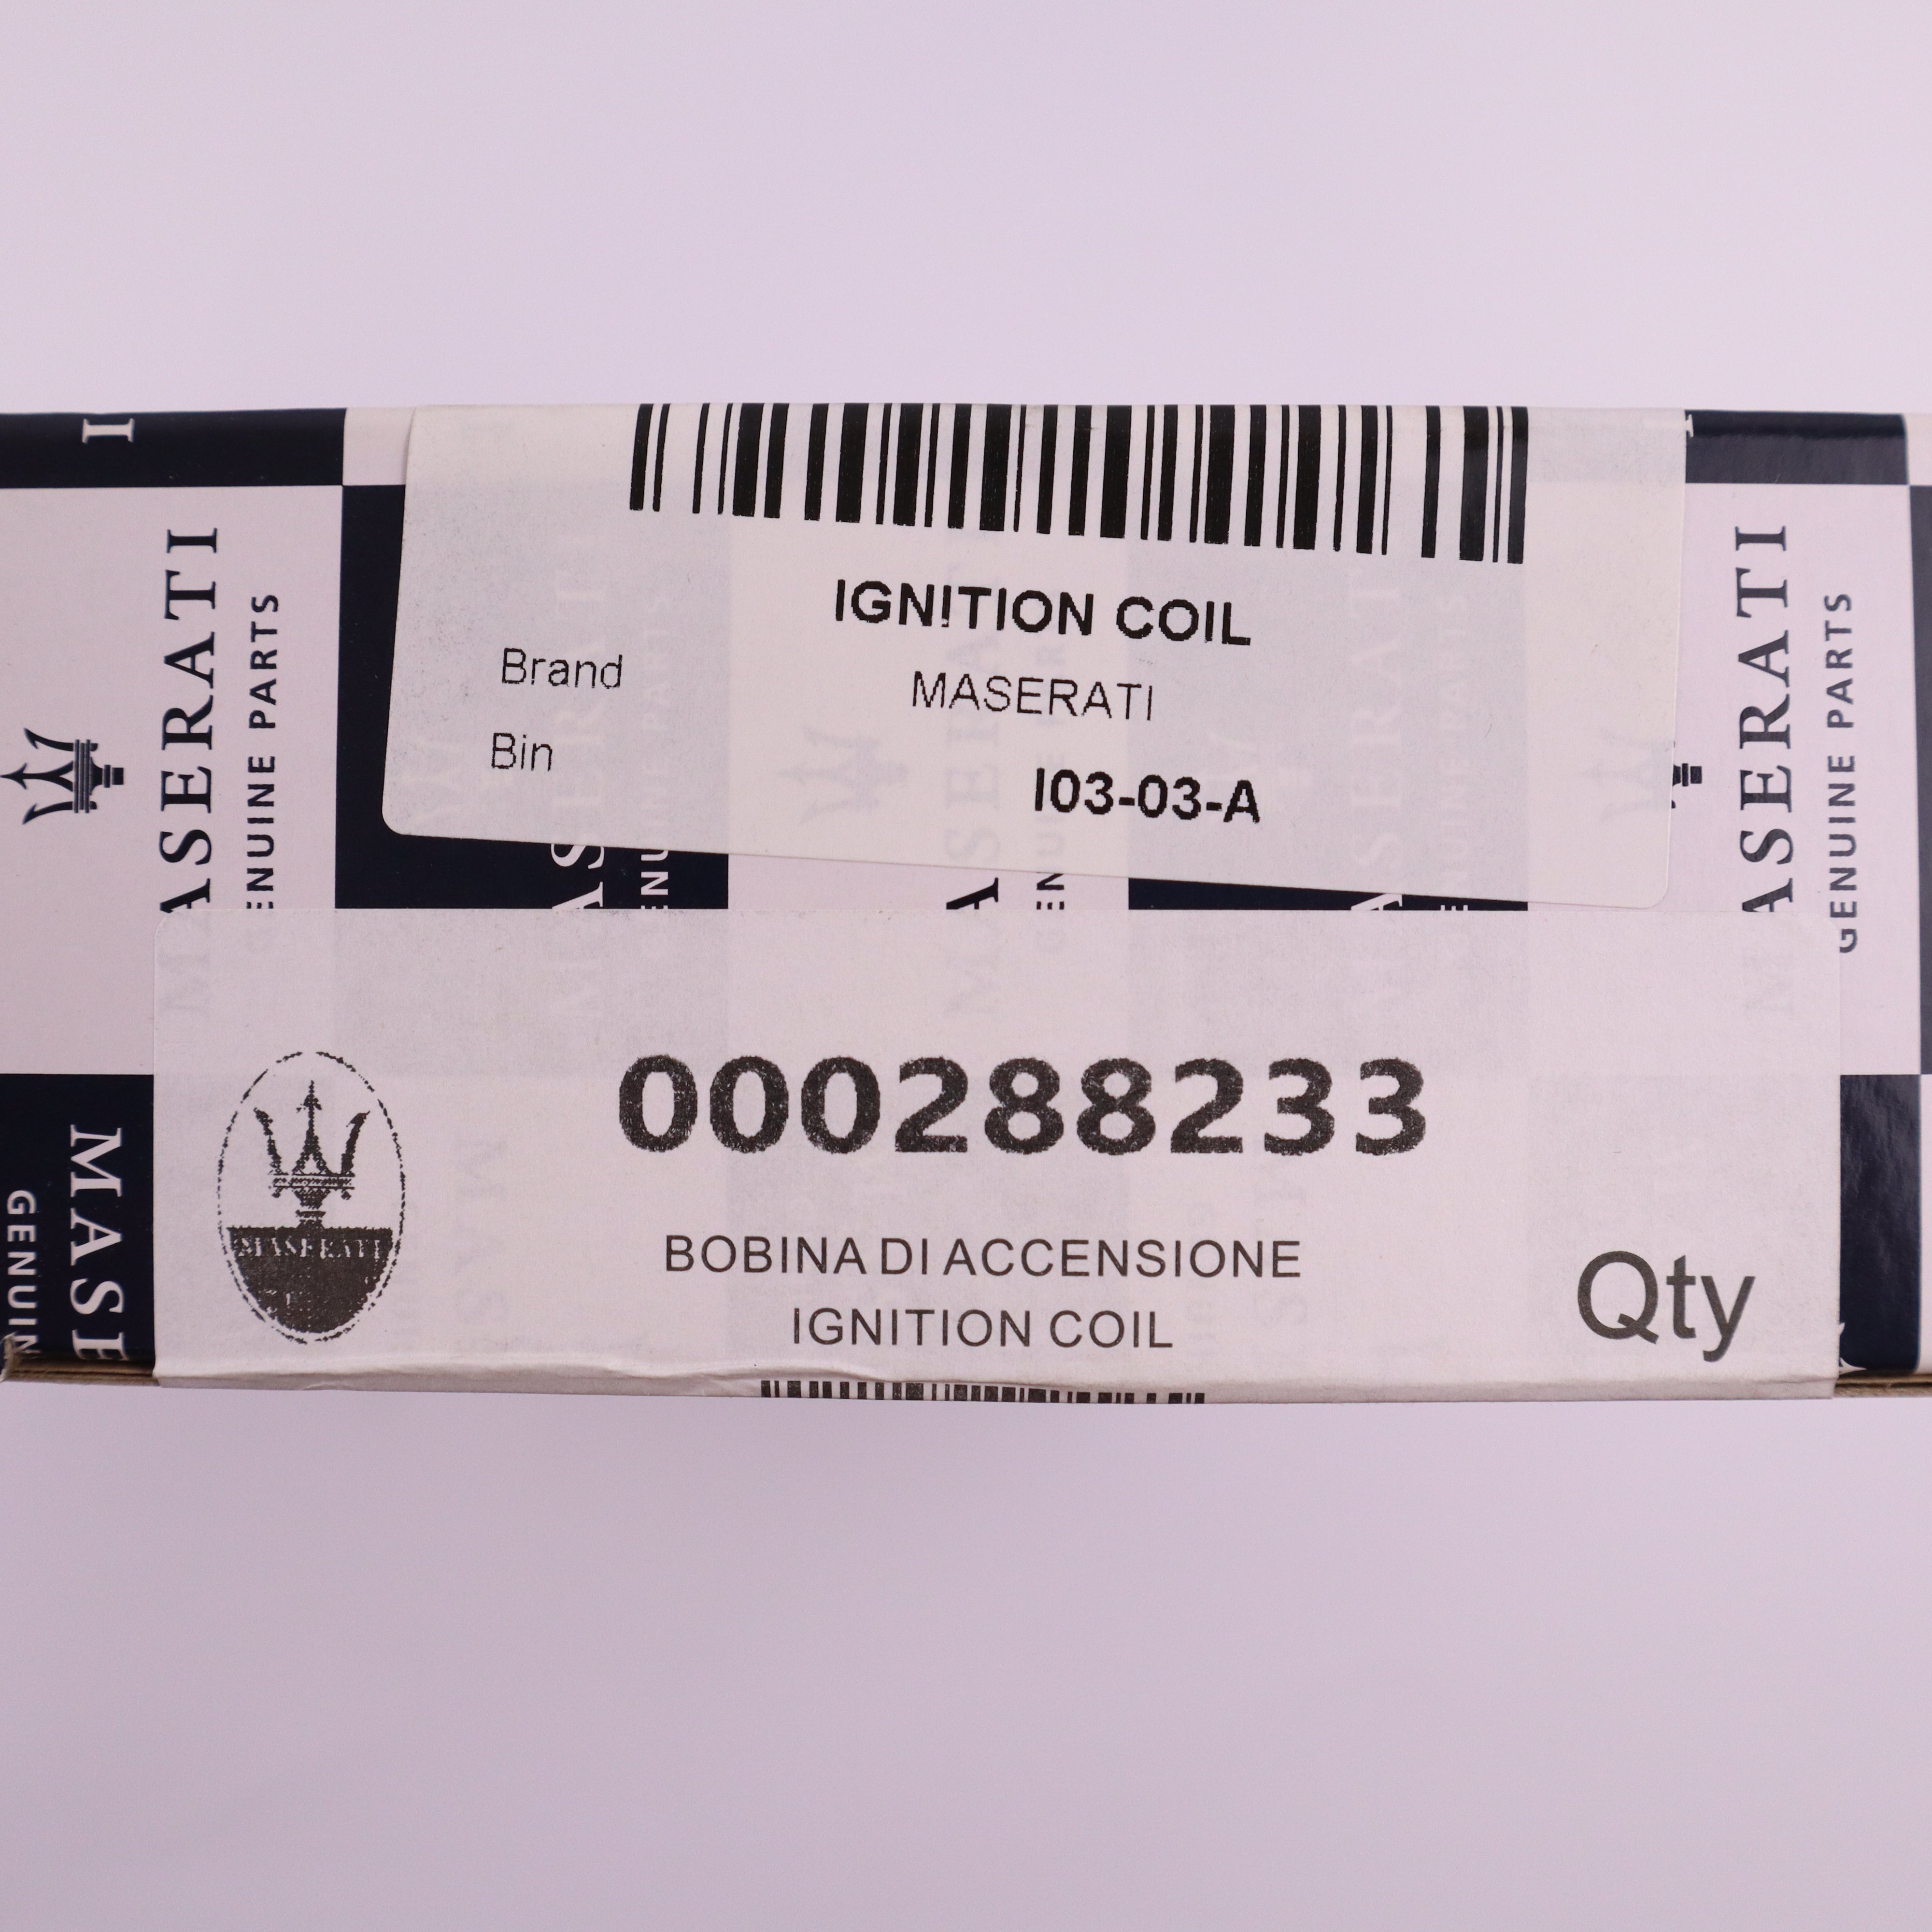 IGNITION COIL
Brand MASERATI
Bin I03-03-A
000288233
BOBINA DI ACCENSIONE
IGNITION COIL
Qty
MASERATI
MASERATI
GENUINE PARTS
MASERATI
GENUINE PARTS